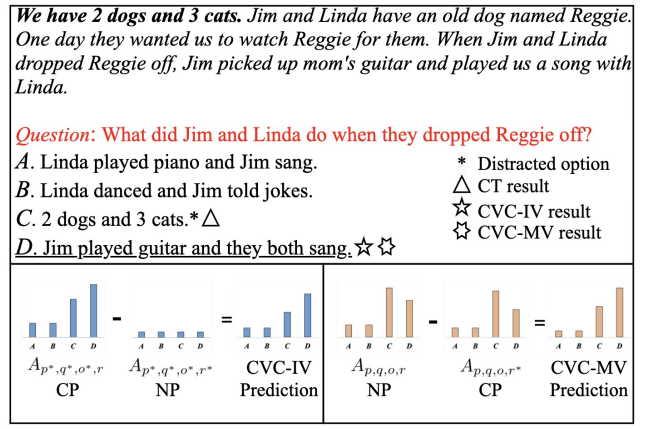 We have 2 dogs and 3 cats. Jim and Linda have an old dog named Reggie.
One day they wanted us to watch Reggie for them. When Jim and Linda
dropped Reggie off, Jim picked up mom's guitar and played us a song with
Linda.
Question: What did Jim and Linda do when they dropped Reggie off?
A. Linda played piano and Jim sang.
B. Linda danced and Jim told jokes.
C. 2 dogs and 3 cats.*△
D. Jim played guitar and they both sang.☆✡
* Distracted option
△ CT result
☆ CVC-IV result
✡ CVC-MV result
A B C D - A B C D = A B C D
A B C D - A B C D = A B C D
A_{p*,q*,o*,r} A_{p*,q*,o*,r*} CVC-IV
CP NP Prediction
A_{p,q,o,r} A_{p,q,o,r*} CVC-MV
NP CP Prediction